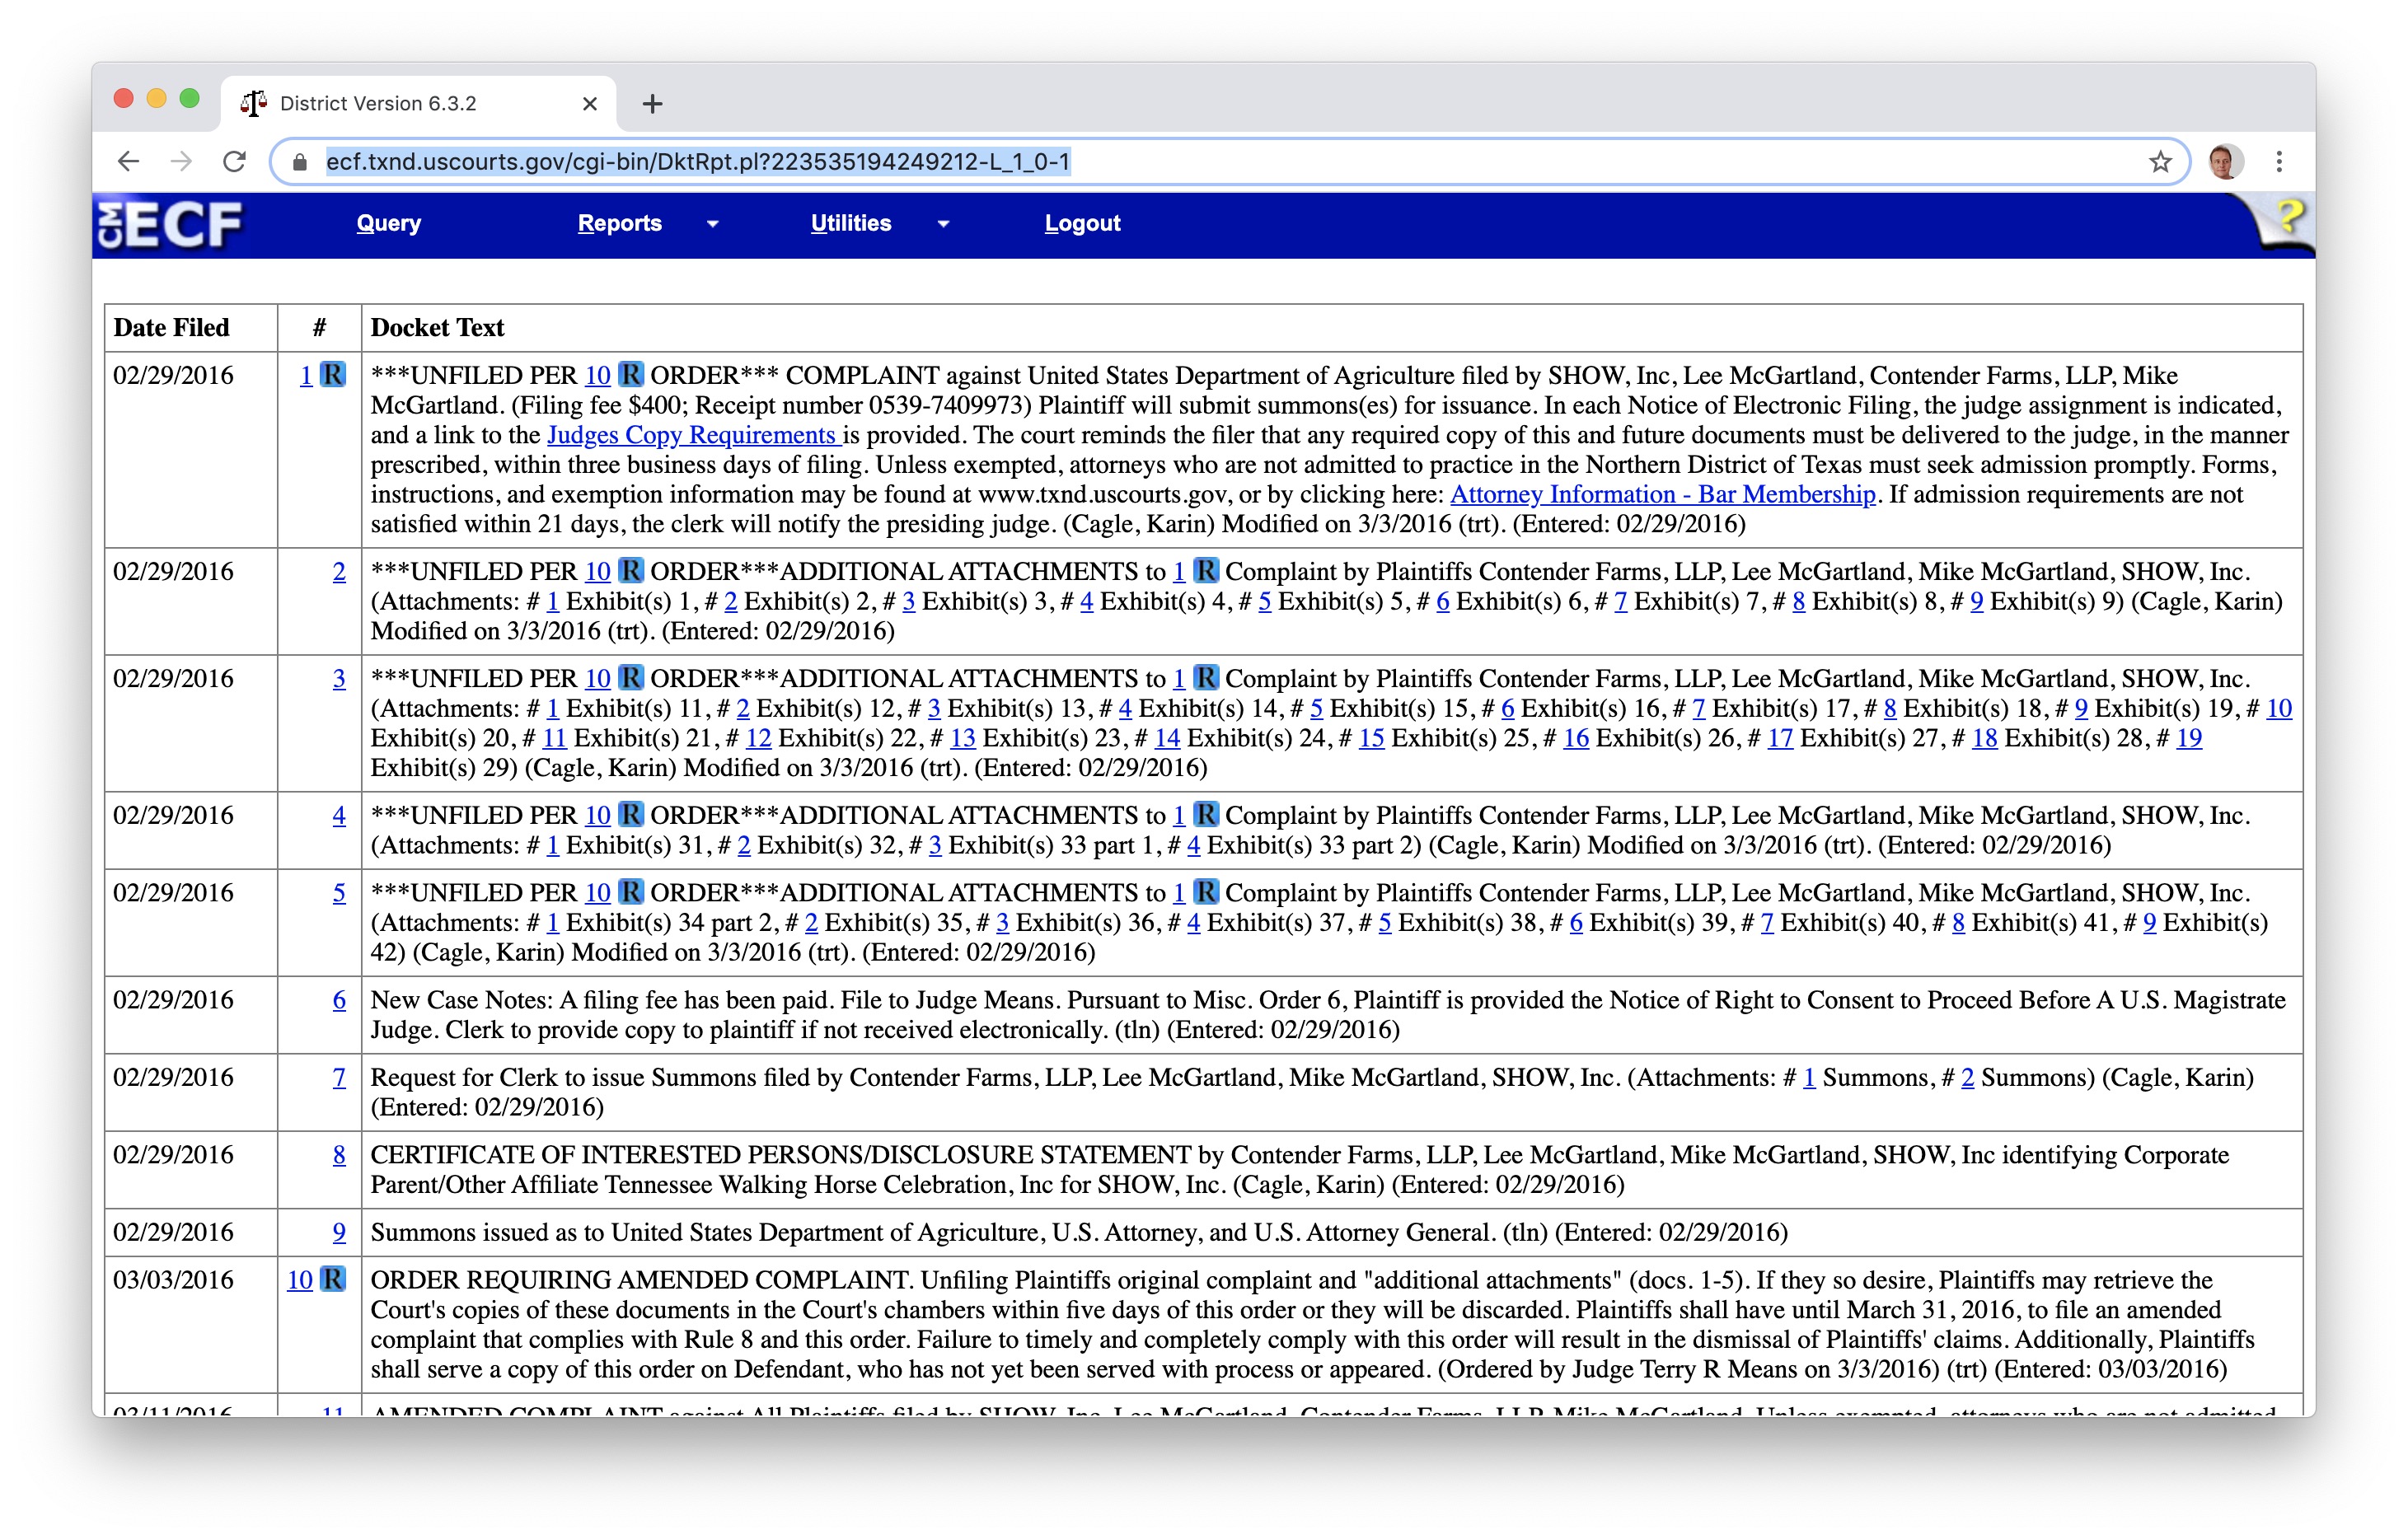 District Version 6.3.2
ecf.txnd.uscourts.gov/cgi-bin/DktRpt.pl?223535194249212-L_1_0-1
CM ECF Query Reports Utilities Logout ?
Date Filed # Docket Text
02/29/2016 1 R ***UNFILED PER 10 R ORDER*** COMPLAINT against United States Department of Agriculture filed by SHOW, Inc, Lee McGartland, Contender Farms, LLP, Mike
McGartland. (Filing fee $400; Receipt number 0539-7409973) Plaintiff will submit summons(es) for issuance. In each Notice of Electronic Filing, the judge assignment is indicated,
and a link to the Judges Copy Requirements is provided. The court reminds the filer that any required copy of this and future documents must be delivered to the judge, in the manner
prescribed, within three business days of filing. Unless exempted, attorneys who are not admitted to practice in the Northern District of Texas must seek admission promptly. Forms,
instructions, and exemption information may be found at www.txnd.uscourts.gov, or by clicking here: Attorney Information - Bar Membership. If admission requirements are not
satisfied within 21 days, the clerk will notify the presiding judge. (Cagle, Karin) Modified on 3/3/2016 (trt). (Entered: 02/29/2016)
02/29/2016 2 ***UNFILED PER 10 R ORDER***ADDITIONAL ATTACHMENTS to 1 R Complaint by Plaintiffs Contender Farms, LLP, Lee McGartland, Mike McGartland, SHOW, Inc.
(Attachments: # 1 Exhibit(s) 1, # 2 Exhibit(s) 2, # 3 Exhibit(s) 3, # 4 Exhibit(s) 4, # 5 Exhibit(s) 5, # 6 Exhibit(s) 6, # 7 Exhibit(s) 7, # 8 Exhibit(s) 8, # 9 Exhibit(s) 9) (Cagle, Karin)
Modified on 3/3/2016 (trt). (Entered: 02/29/2016)
02/29/2016 3 ***UNFILED PER 10 R ORDER***ADDITIONAL ATTACHMENTS to 1 R Complaint by Plaintiffs Contender Farms, LLP, Lee McGartland, Mike McGartland, SHOW, Inc.
(Attachments: # 1 Exhibit(s) 11, # 2 Exhibit(s) 12, # 3 Exhibit(s) 13, # 4 Exhibit(s) 14, # 5 Exhibit(s) 15, # 6 Exhibit(s) 16, # 7 Exhibit(s) 17, # 8 Exhibit(s) 18, # 9 Exhibit(s) 19, # 10
Exhibit(s) 20, # 11 Exhibit(s) 21, # 12 Exhibit(s) 22, # 13 Exhibit(s) 23, # 14 Exhibit(s) 24, # 15 Exhibit(s) 25, # 16 Exhibit(s) 26, # 17 Exhibit(s) 27, # 18 Exhibit(s) 28, # 19
Exhibit(s) 29) (Cagle, Karin) Modified on 3/3/2016 (trt). (Entered: 02/29/2016)
02/29/2016 4 ***UNFILED PER 10 R ORDER***ADDITIONAL ATTACHMENTS to 1 R Complaint by Plaintiffs Contender Farms, LLP, Lee McGartland, Mike McGartland, SHOW, Inc.
(Attachments: # 1 Exhibit(s) 31, # 2 Exhibit(s) 32, # 3 Exhibit(s) 33 part 1, # 4 Exhibit(s) 33 part 2) (Cagle, Karin) Modified on 3/3/2016 (trt). (Entered: 02/29/2016)
02/29/2016 5 ***UNFILED PER 10 R ORDER***ADDITIONAL ATTACHMENTS to 1 R Complaint by Plaintiffs Contender Farms, LLP, Lee McGartland, Mike McGartland, SHOW, Inc.
(Attachments: # 1 Exhibit(s) 34 part 2, # 2 Exhibit(s) 35, # 3 Exhibit(s) 36, # 4 Exhibit(s) 37, # 5 Exhibit(s) 38, # 6 Exhibit(s) 39, # 7 Exhibit(s) 40, # 8 Exhibit(s) 41, # 9 Exhibit(s)
42) (Cagle, Karin) Modified on 3/3/2016 (trt). (Entered: 02/29/2016)
02/29/2016 6 New Case Notes: A filing fee has been paid. File to Judge Means. Pursuant to Misc. Order 6, Plaintiff is provided the Notice of Right to Consent to Proceed Before A U.S. Magistrate
Judge. Clerk to provide copy to plaintiff if not received electronically. (tln) (Entered: 02/29/2016)
02/29/2016 7 Request for Clerk to issue Summons filed by Contender Farms, LLP, Lee McGartland, Mike McGartland, SHOW, Inc. (Attachments: # 1 Summons, # 2 Summons) (Cagle, Karin)
(Entered: 02/29/2016)
02/29/2016 8 CERTIFICATE OF INTERESTED PERSONS/DISCLOSURE STATEMENT by Contender Farms, LLP, Lee McGartland, Mike McGartland, SHOW, Inc identifying Corporate
Parent/Other Affiliate Tennessee Walking Horse Celebration, Inc for SHOW, Inc. (Cagle, Karin) (Entered: 02/29/2016)
02/29/2016 9 Summons issued as to United States Department of Agriculture, U.S. Attorney, and U.S. Attorney General. (tln) (Entered: 02/29/2016)
03/03/2016 10 R ORDER REQUIRING AMENDED COMPLAINT. Unfiling Plaintiffs original complaint and "additional attachments" (docs. 1-5). If they so desire, Plaintiffs may retrieve the
Court's copies of these documents in the Court's chambers within five days of this order or they will be discarded. Plaintiffs shall have until March 31, 2016, to file an amended
complaint that complies with Rule 8 and this order. Failure to timely and completely comply with this order will result in the dismissal of Plaintiffs' claims. Additionally, Plaintiffs
shall serve a copy of this order on Defendant, who has not yet been served with process or appeared. (Ordered by Judge Terry R Means on 3/3/2016) (trt) (Entered: 03/03/2016)
03/11/2016 11 AMENDED COMPLAINT against All Plaintiffs filed by SHOW, Inc, Lee McGartland, Contender Farms, LLP, Mike McGartland. Unless exempted, attorneys who are not admitted